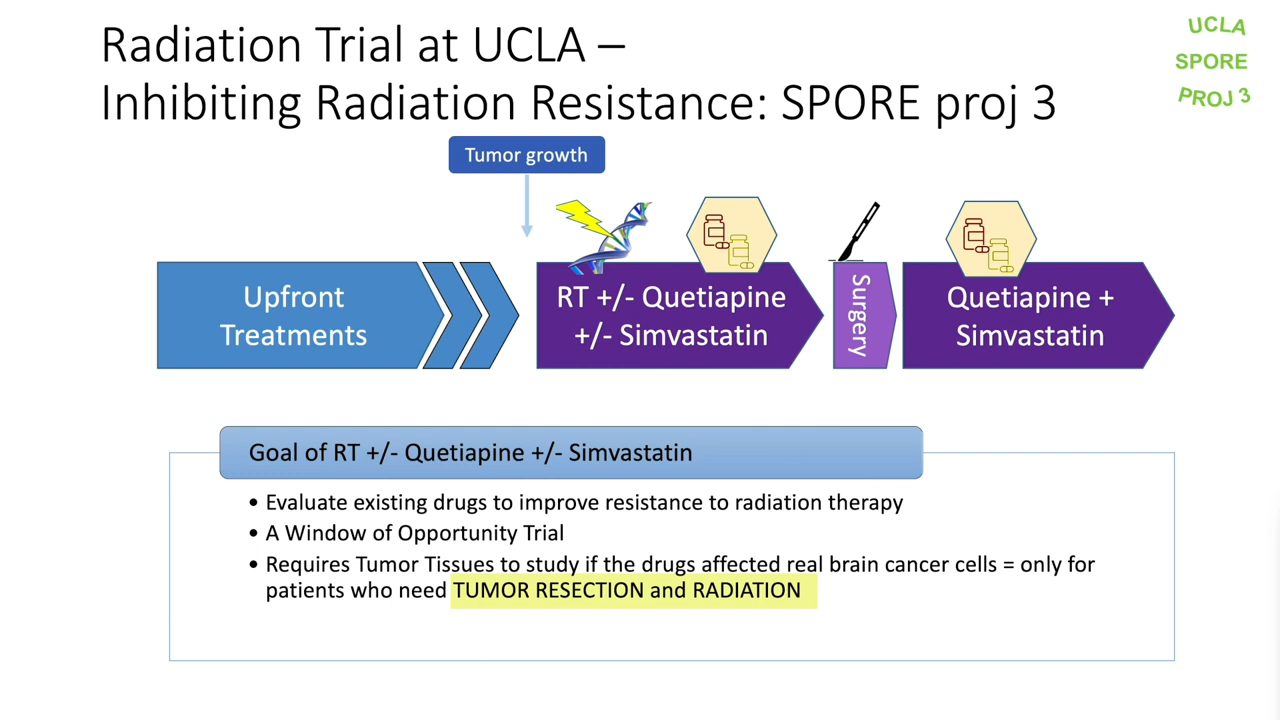 Radiation Trial at UCLA –
Inhibiting Radiation Resistance: SPORE proj 3
UCLA
SPORE
PROJ 3
Tumor growth
Upfront
Treatments
RT +/- Quetiapine
+/- Simvastatin
Surgery
Quetiapine +
Simvastatin
Goal of RT +/- Quetiapine +/- Simvastatin
• Evaluate existing drugs to improve resistance to radiation therapy
• A Window of Opportunity Trial
• Requires Tumor Tissues to study if the drugs affected real brain cancer cells = only for
patients who need TUMOR RESECTION and RADIATION